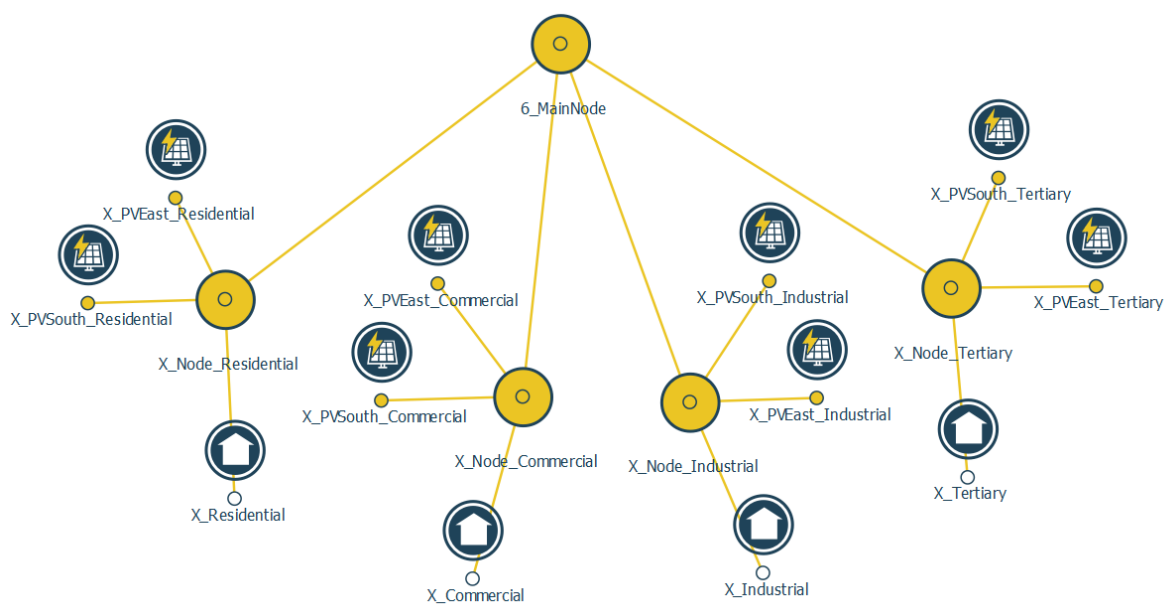 6_MainNode
X_PVEast_Residential
X_PVSouth_Tertiary
X_PVSouth_Residential
X_PVEast_Commercial
X_PVSouth_Industrial
X_PVEast_Tertiary
X_Node_Residential
X_Node_Tertiary
X_PVSouth_Commercial
X_PVEast_Industrial
X_Node_Commercial
X_Node_Industrial
X_Tertiary
X_Residential
X_Commercial
X_Industrial